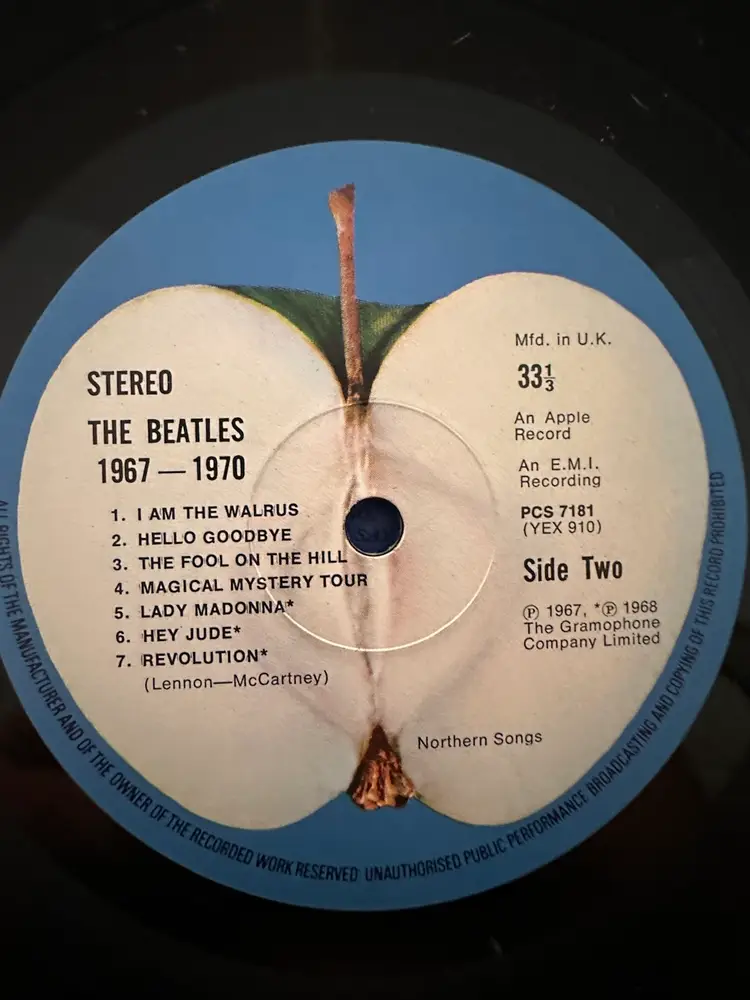 STEREO
THE BEATLES
1967 — 1970
1. I AM THE WALRUS
2. HELLO GOODBYE
3. THE FOOL ON THE HILL
4. MAGICAL MYSTERY TOUR
5. LADY MADONNA*
6. HEY JUDE*
7. REVOLUTION*
(Lennon—McCartney)
Mfd. in U.K.
33⅓
An Apple
Record
An E.M.I.
Recording
PCS 7181
(YEX 910)
Side Two
Ⓟ 1967, *Ⓟ 1968
The Gramophone
Company Limited
Northern Songs
ALL RIGHTS OF THE MANUFACTURER AND OF THE OWNER OF THE RECORDED WORK RESERVED UNAUTHORISED PUBLIC PERFORMANCE BROADCASTING AND COPYING OF THIS RECORD PROHIBITED